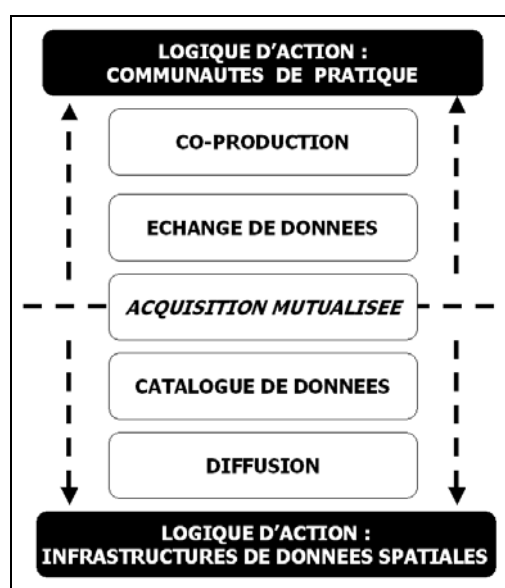 LOGIQUE D'ACTION :
COMMUNAUTES DE PRATIQUE
CO-PRODUCTION
ECHANGE DE DONNEES
ACQUISITION MUTUALISEE
CATALOGUE DE DONNEES
DIFFUSION
LOGIQUE D'ACTION :
INFRASTRUCTURES DE DONNEES SPATIALES